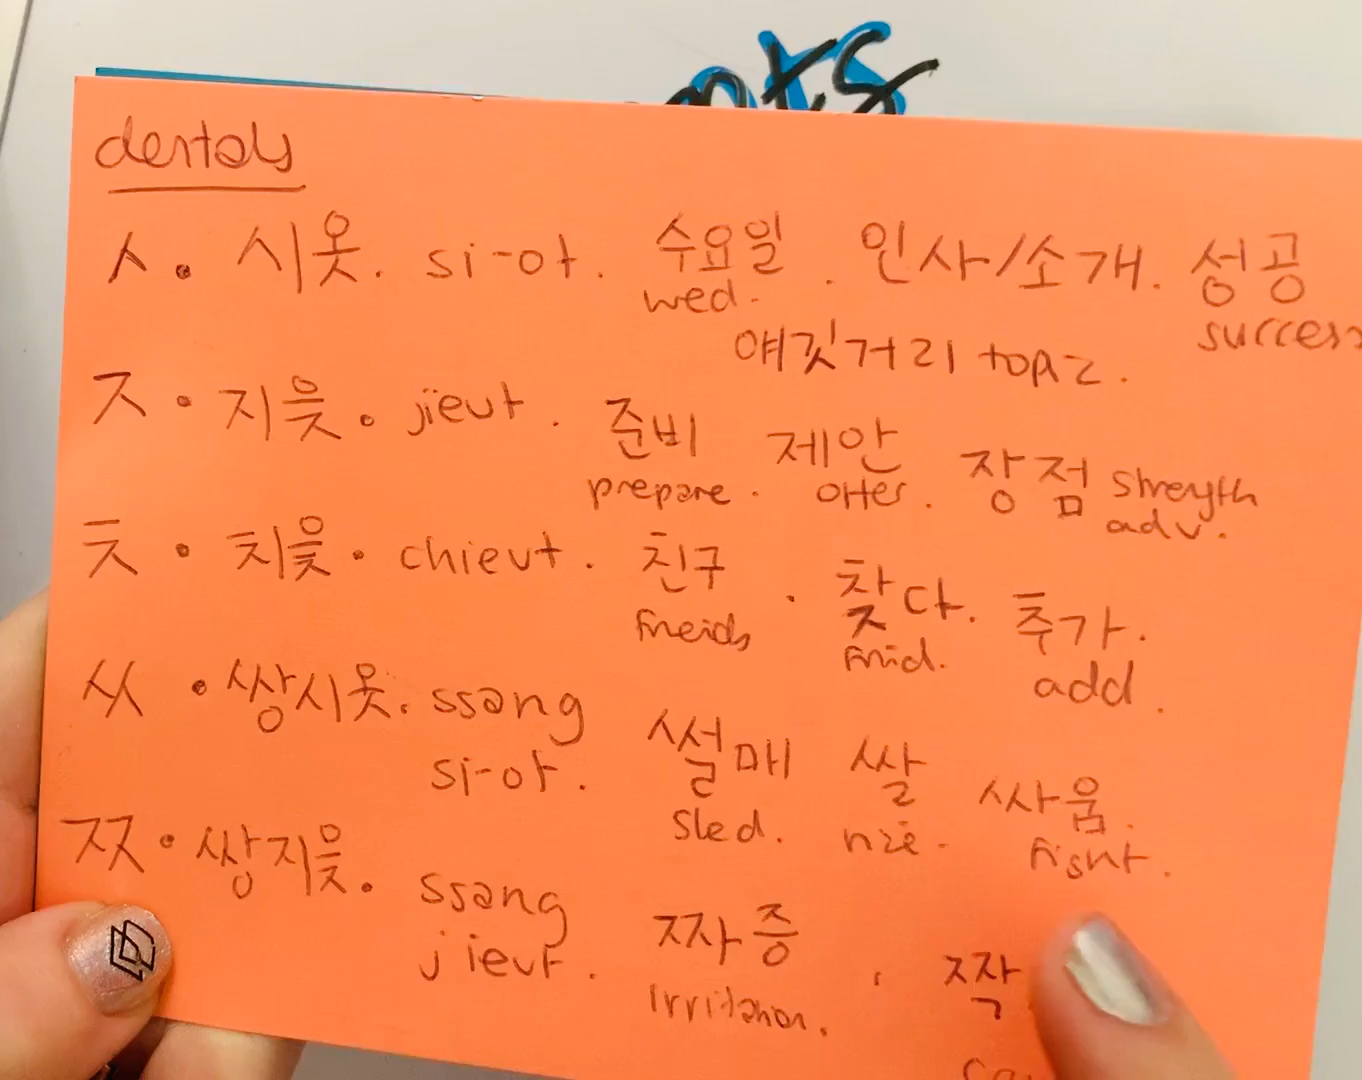 dentals
ㅅ. 시옷. si-ot. 수요일. 인사/소개. 성공
wed. success
얘깃거리 topic.
ㅈ. 지읒. jieut. 준비 제안 장점 strength
prepare. offer. adv.
ㅊ. 치읓. chieut. 친구. 찾다. 추가.
friends find. add.
ㅆ. 쌍시옷. ssang 썰매 쌀 싸움
si-ot. sled. rice. fight.
ㅉ. 쌍지읒. ssang 짜증, 짝
jieut. irritation.